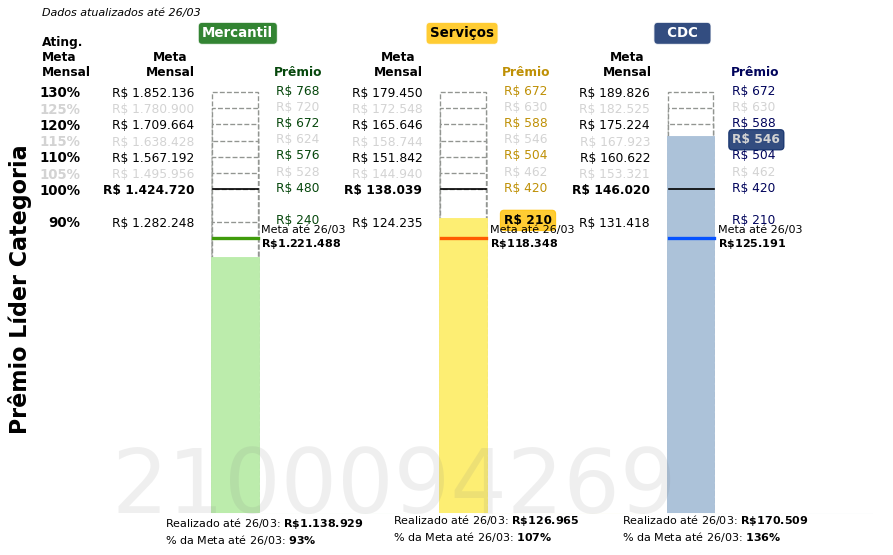 Dados atualizados até 26/03
Mercantil Serviços CDC
Ating. Meta Mensal Meta Mensal Prêmio Meta Mensal Prêmio Meta Mensal Prêmio
130% R$ 1.852.136 R$ 768 R$ 179.450 R$ 672 R$ 189.826 R$ 672
125% R$ 1.780.900 R$ 720 R$ 172.548 R$ 630 R$ 182.525 R$ 630
120% R$ 1.709.664 R$ 672 R$ 165.646 R$ 588 R$ 175.224 R$ 588
115% R$ 1.638.428 R$ 624 R$ 158.744 R$ 546 R$ 167.923 R$ 546
110% R$ 1.567.192 R$ 576 R$ 151.842 R$ 504 R$ 160.622 R$ 504
105% R$ 1.495.956 R$ 528 R$ 144.940 R$ 462 R$ 153.321 R$ 462
100% R$ 1.424.720 R$ 480 R$ 138.039 R$ 420 R$ 146.020 R$ 420
90% R$ 1.282.248 R$ 240 R$ 124.235 R$ 210 R$ 131.418 R$ 210
Meta até 26/03 Meta até 26/03 Meta até 26/03
R$1.221.488 R$118.348 R$125.191
Prêmio Líder Categoria
2100094269
Realizado até 26/03: R$1.138.929 Realizado até 26/03: R$126.965 Realizado até 26/03: R$170.509
% da Meta até 26/03: 93% % da Meta até 26/03: 107% % da Meta até 26/03: 136%